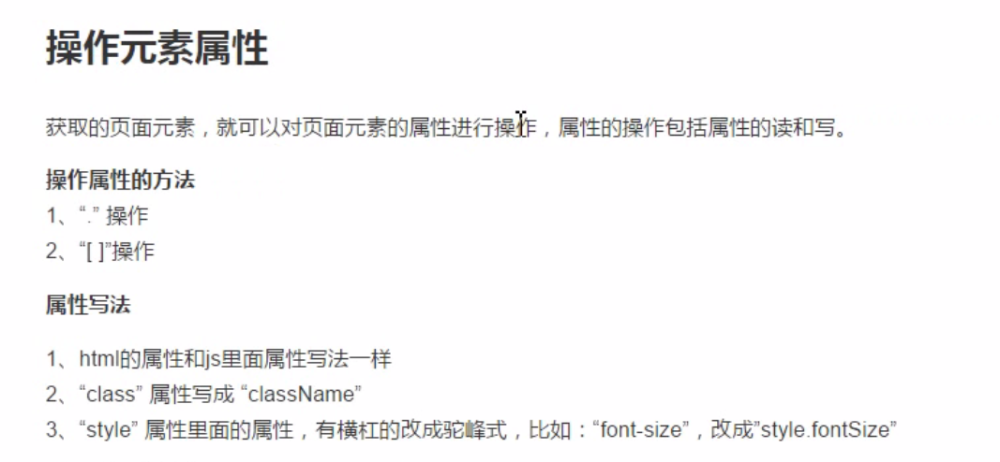 操作元素属性
获取的页面元素，就可以对页面元素的属性进行操作，属性的操作包括属性的读和写。
操作属性的方法
1、“.” 操作
2、“[ ]”操作
属性写法
1、html的属性和js里面属性写法一样
2、“class” 属性写成 “className”
3、“style” 属性里面的属性，有横杠的改成驼峰式，比如：“font-size”，改成”style.fontSize”